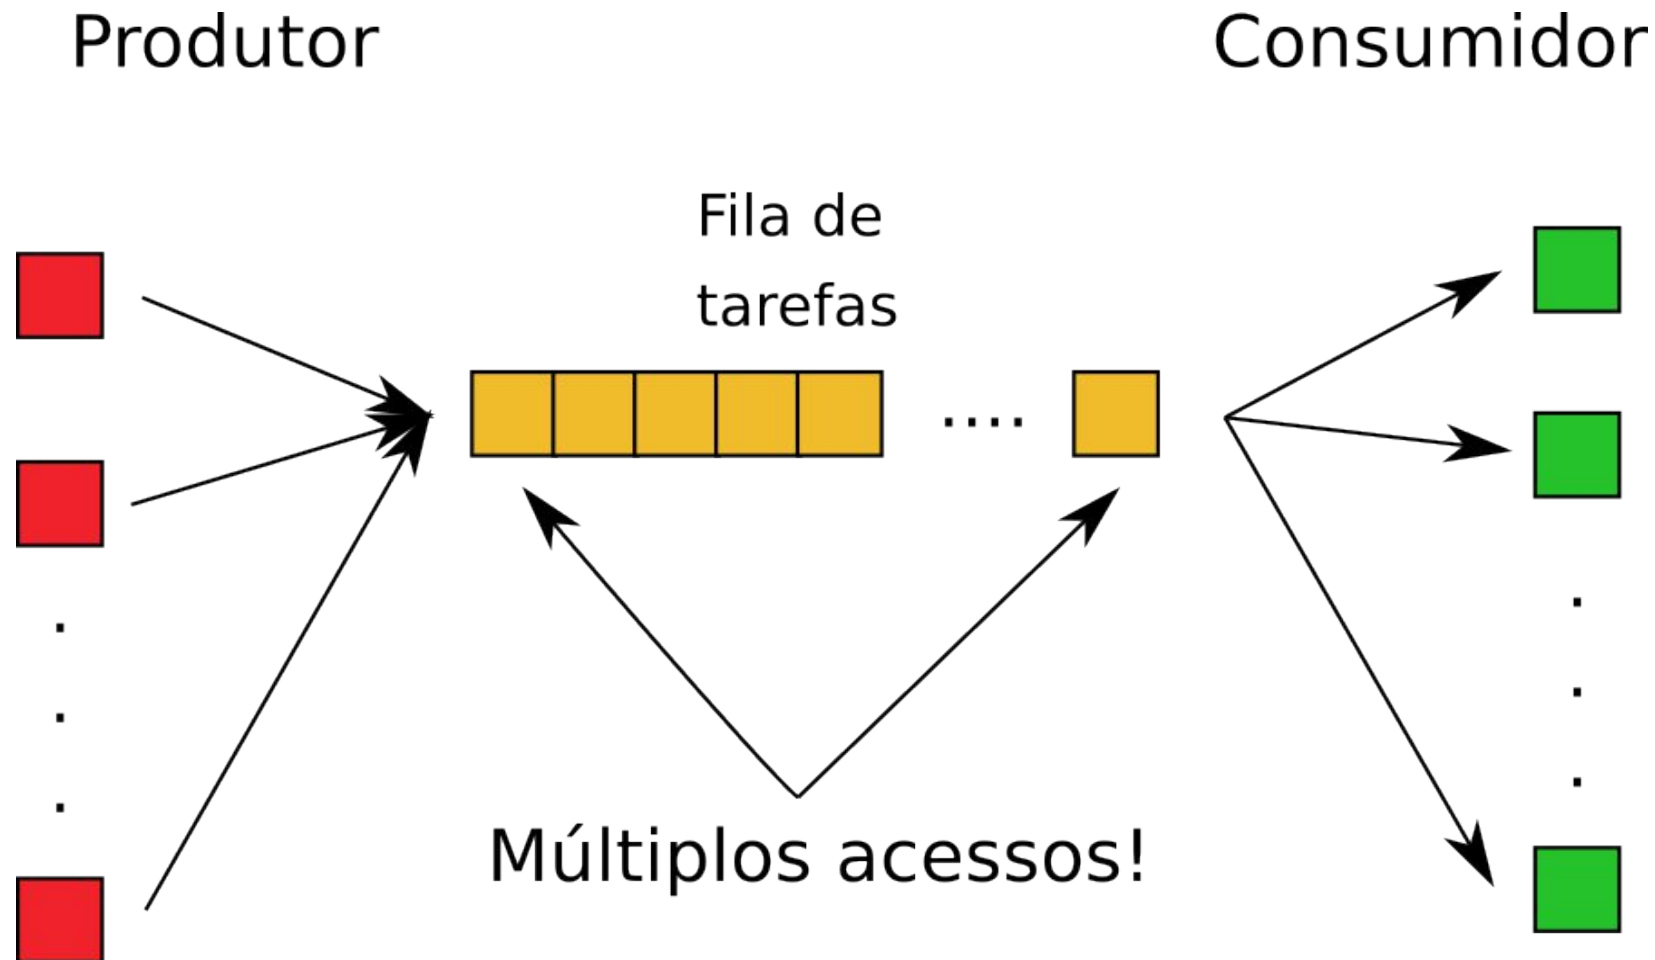 Produtor
Consumidor
Fila de
tarefas
....
Múltiplos acessos!